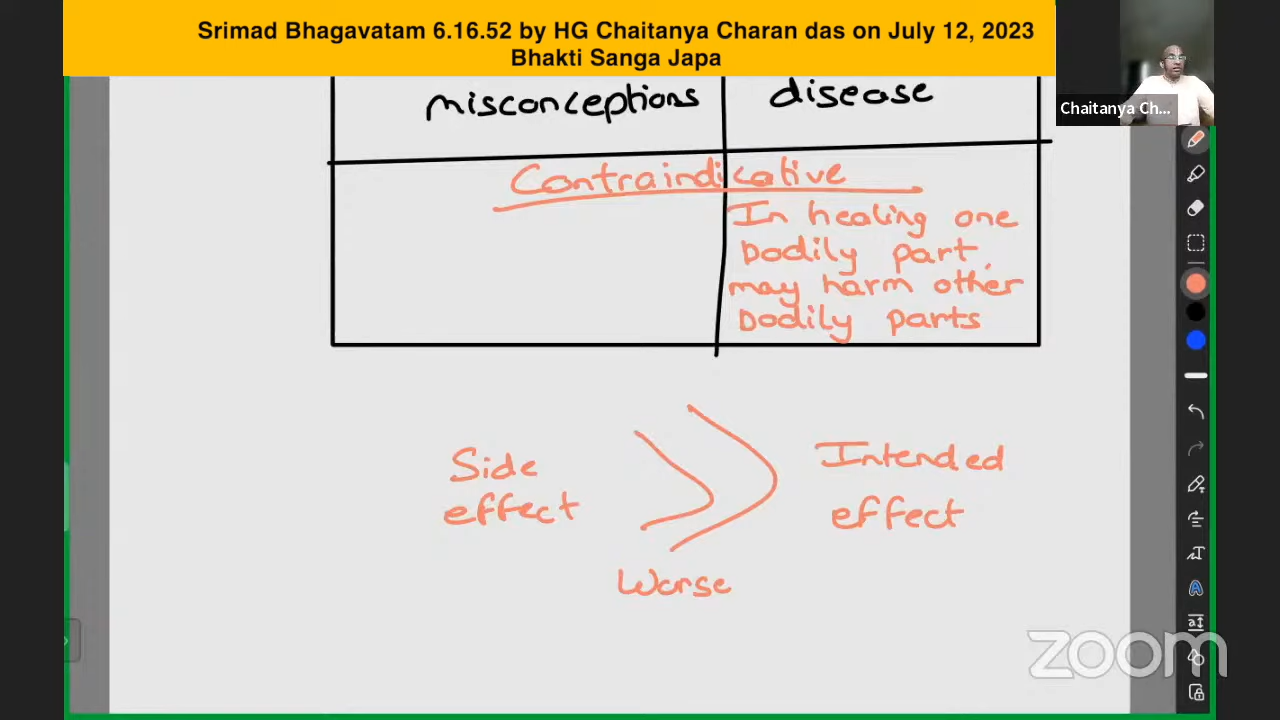 Srimad Bhagavatam 6.16.52 by HG Chaitanya Charan das on July 12, 2023
Bhakti Sanga Japa
Chaitanya Ch...
misconceptions
disease
Contraindicative
In healing one
bodily part,
may harm other
bodily parts
Side
effect
Intended
effect
Worse
zoom